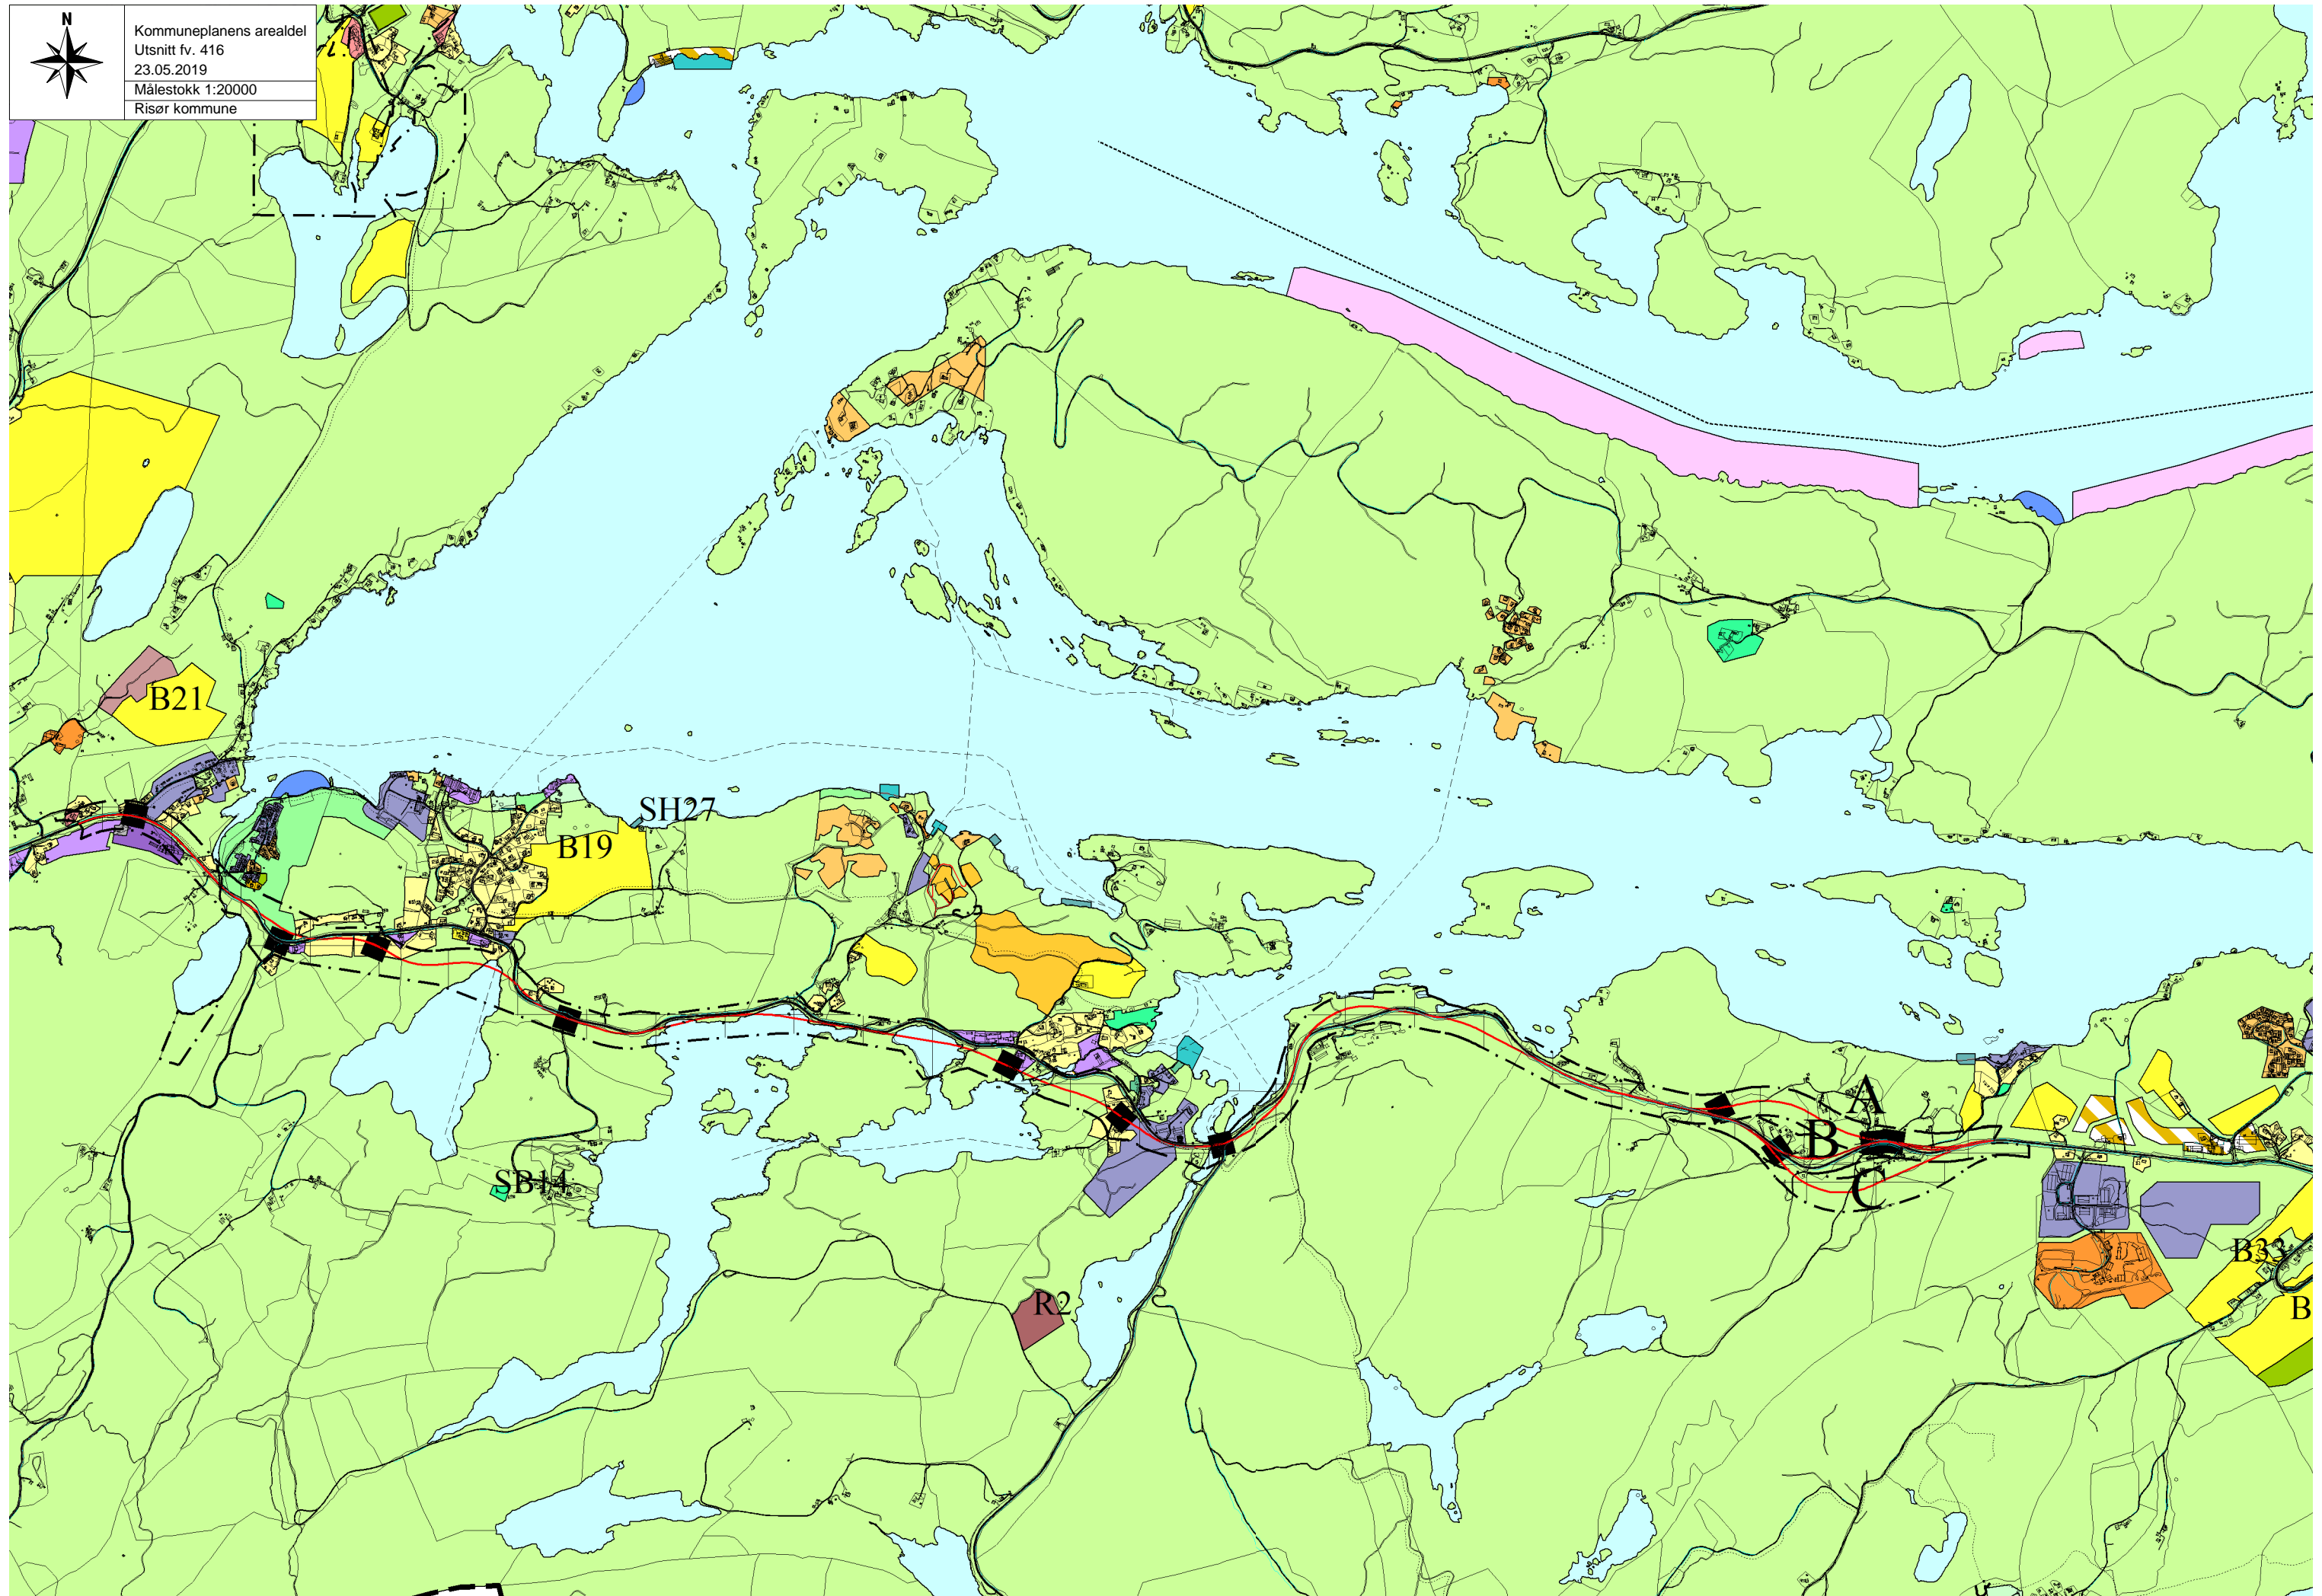 N
Kommuneplanens arealdel
Utsnitt fv. 416
23.05.2019
Målestokk 1:20000
Risør kommune
B21
SH27
B19
A
B
C
SB14
R2
B33
B